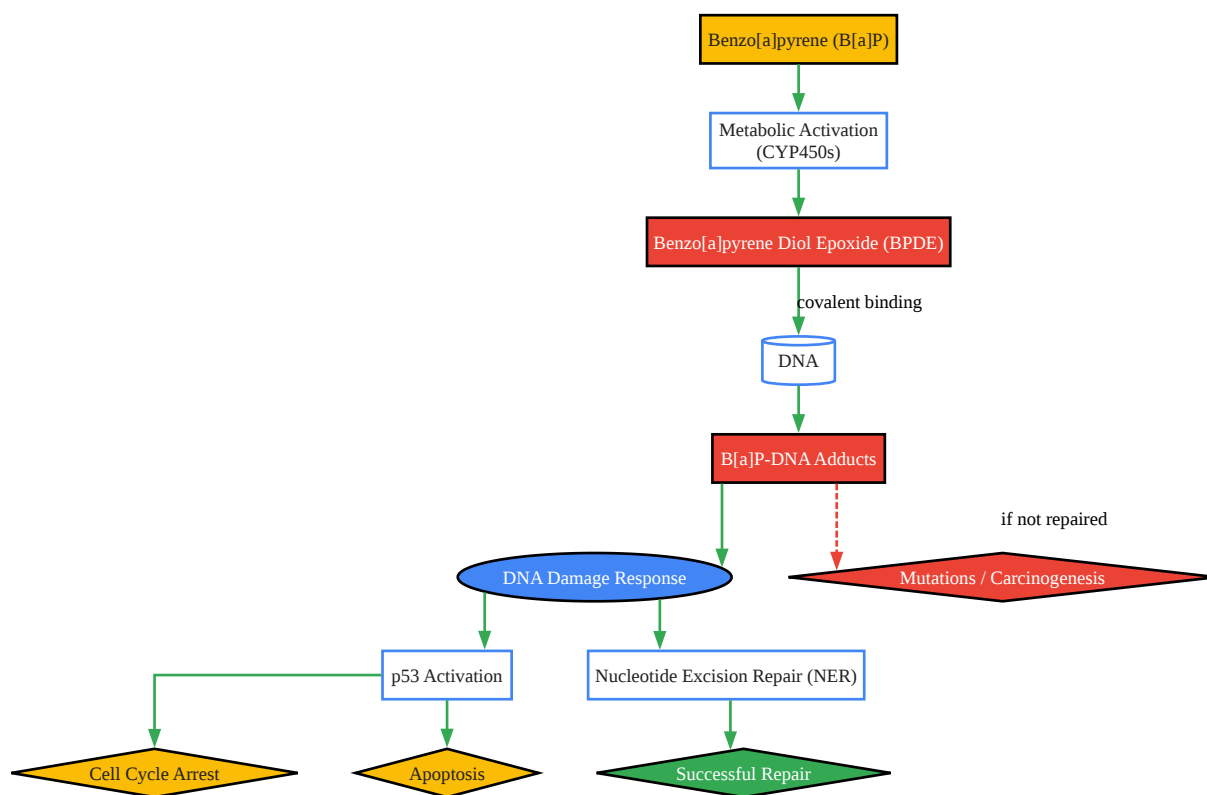 Benzo[a]pyrene (B[a]P)
Metabolic Activation
(CYP450s)
Benzo[a]pyrene Diol Epoxide (BPDE)
covalent binding
DNA
B[a]P-DNA Adducts
if not repaired
DNA Damage Response
Mutations / Carcinogenesis
p53 Activation
Nucleotide Excision Repair (NER)
Cell Cycle Arrest
Apoptosis
Successful Repair